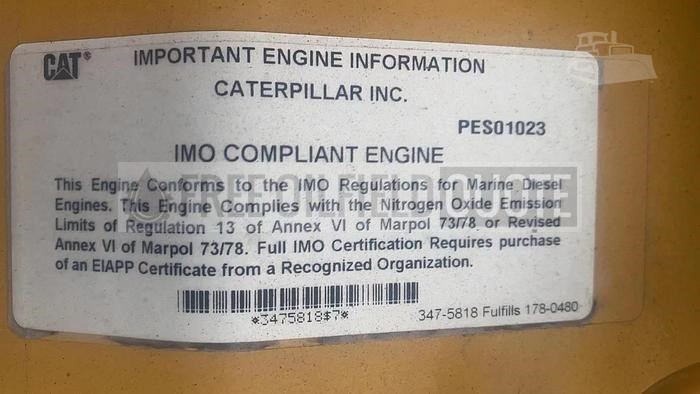 CAT®
IMPORTANT ENGINE INFORMATION
CATERPILLAR INC.
PES01023
IMO COMPLIANT ENGINE
This Engine Conforms to the IMO Regulations for Marine Diesel
Engines. This Engine Complies with the Nitrogen Oxide Emission
Limits of Regulation 13 of Annex VI of Marpol 73/78 or Revised
Annex VI of Marpol 73/78. Full IMO Certification Requires purchase
of an EIAPP Certificate from a Recognized Organization.
FREE OILFIELD QUOTE
*3475818$7*
347-5818 Fulfills 178-0480